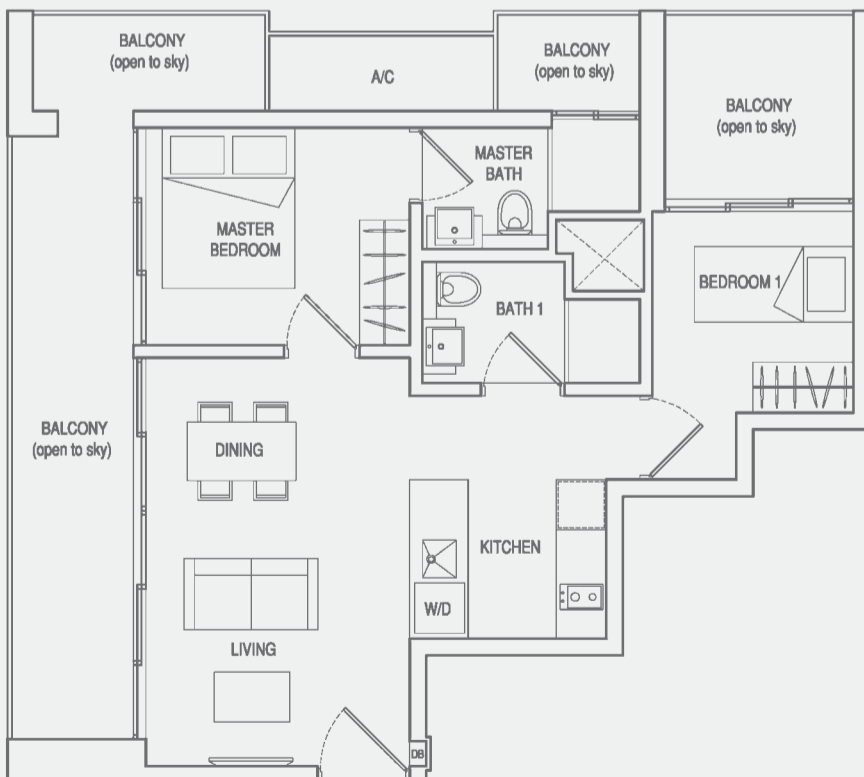 BALCONY
(open to sky)
A/C
BALCONY
(open to sky)
BALCONY
(open to sky)
MASTER
BATH
MASTER
BEDROOM
BEDROOM 1
BATH 1
BALCONY
(open to sky)
DINING
KITCHEN
W/D
LIVING
DB